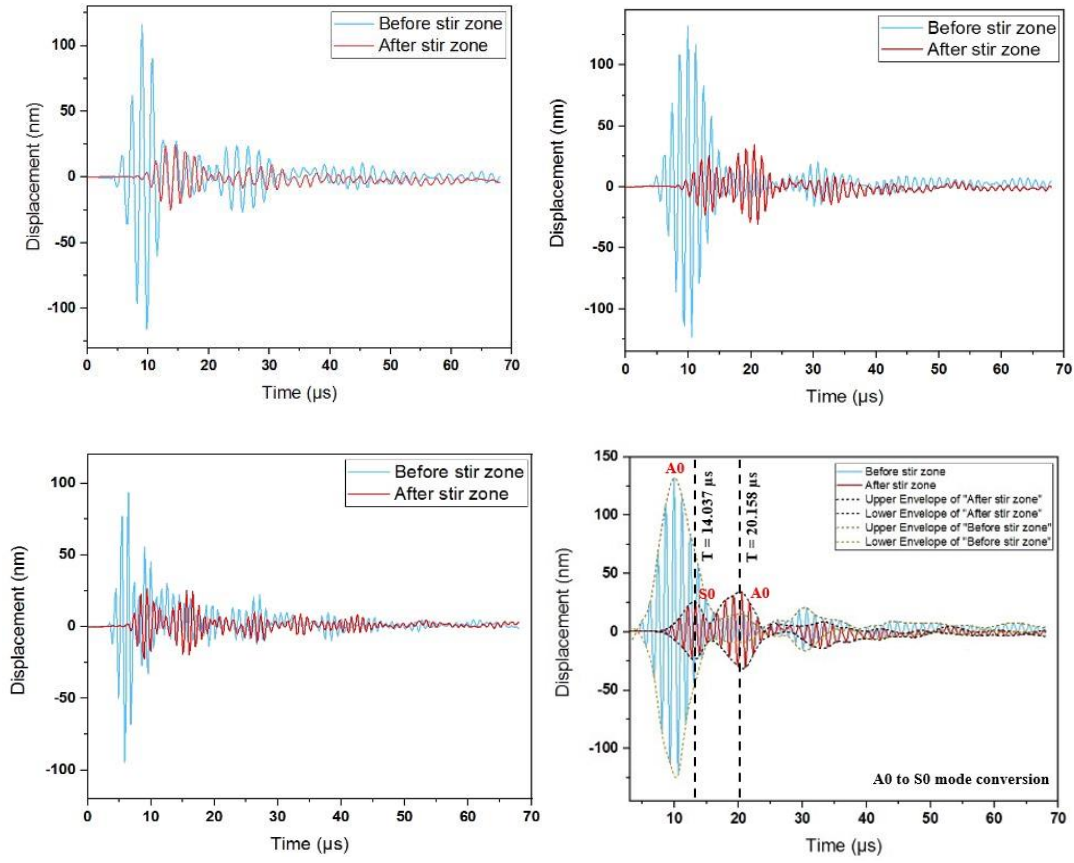 Before stir zone
After stir zone
Displacement (nm)
100
50
0
-50
-100
0 10 20 30 40 50 60 70
Time (µs)
Before stir zone
After stir zone
Displacement (nm)
100
50
0
-50
-100
0 10 20 30 40 50 60 70
Time (µs)
Before stir zone
After stir zone
Displacement (nm)
100
50
0
-50
-100
0 10 20 30 40 50 60 70
Time (µs)
Before stir zone
After stir zone
Upper Envelope of "After stir zone"
Lower Envelope of "After stir zone"
Upper Envelope of "Before stir zone"
Lower Envelope of "Before stir zone"
A0
T = 14.037 µs
T = 20.158 µs
S0
A0
Displacement (nm)
150
100
50
0
-50
-100
A0 to S0 mode conversion
10 20 30 40 50 60 70
Time (µs)